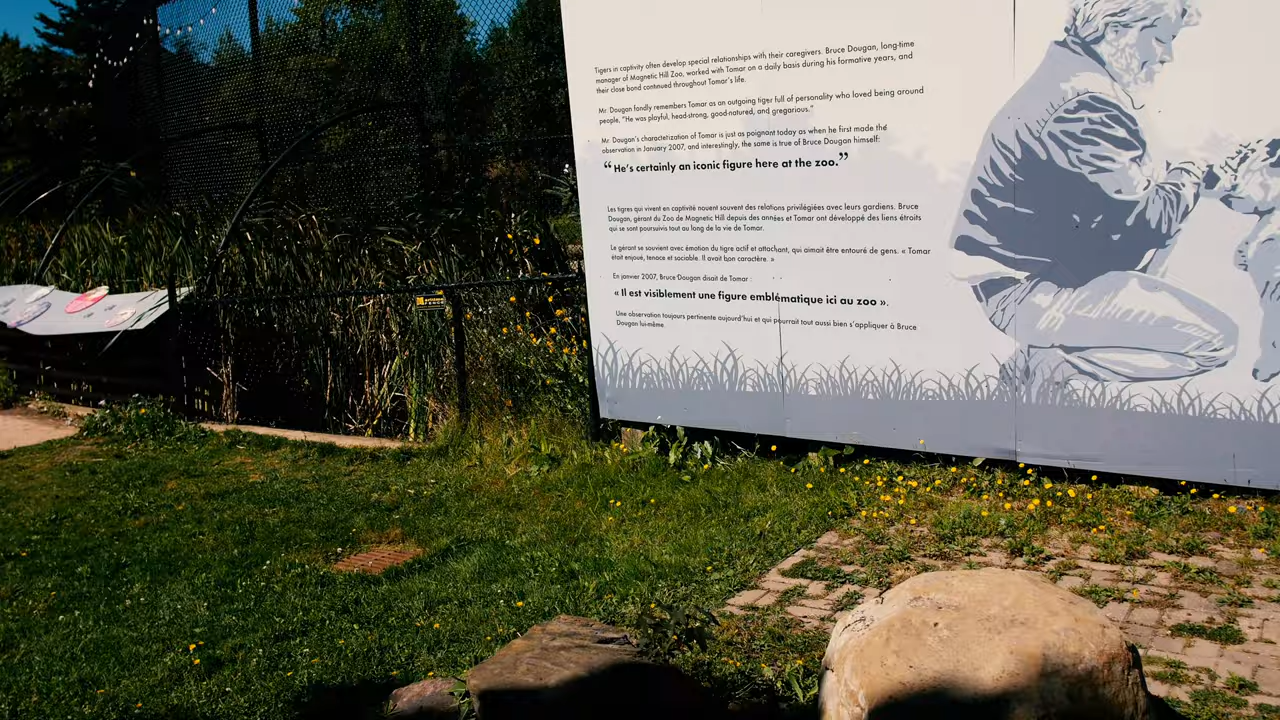 Tigers in captivity often develop special relationships with their caregivers. Bruce Dougan, long-time
manager of Magnetic Hill Zoo, worked with Tomar on a daily basis during his formative years, and
their close bond continued throughout Tomar's life.
Mr. Dougan fondly remembers Tomar as an outgoing tiger full of personality who loved being around
people, "He was playful, head-strong, good-natured, and gregarious."
Mr. Dougan's characterization of Tomar is just as poignant today as when he first made the
observation in January 2007, and interestingly, the same is true of Bruce Dougan himself:
“He's certainly an iconic figure here at the zoo.”
Les tigres qui vivent en captivité nouent souvent des relations privilégiées avec leurs gardiens. Bruce
Dougan, gérant du Zoo de Magnetic Hill depuis des années et Tomar ont développé des liens étroits
qui se sont poursuivis tout au long de la vie de Tomar.
Le gérant se souvient avec émotion du tigre actif et attachant, qui aimait être entouré de gens. « Tomar
était enjoué, tenace et sociable. Il avait bon caractère. »
En janvier 2007, Bruce Dougan disait de Tomar :
« Il est visiblement une figure emblématique ici au zoo ».
Une observation toujours pertinente aujourd'hui et qui pourrait tout aussi bien s'appliquer à Bruce
Dougan lui-même.